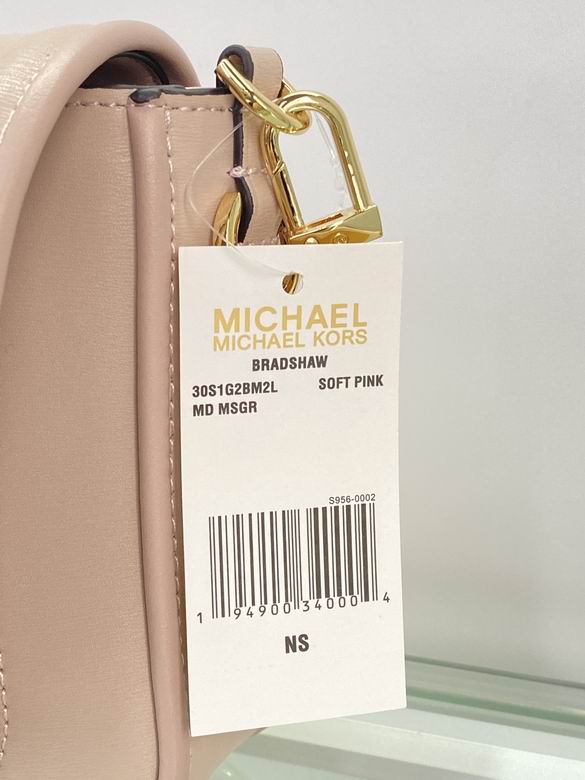 MICHAEL
MICHAEL KORS
BRADSHAW
30S1G2BM2L SOFT PINK
MD MSGR
S956-0002
1 94900 34000 4
NS